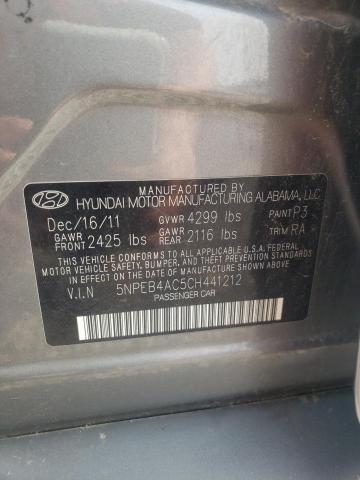 MANUFACTURED BY
HYUNDAI MOTOR MANUFACTURING ALABAMA, LLC
Dec/16/11 GVWR 4299 lbs PAINT P3
GAWR FRONT 2425 lbs GAWR REAR 2116 lbs TRIM RA
THIS VEHICLE CONFORMS TO ALL APPLICABLE U.S.A. FEDERAL
MOTOR VEHICLE SAFETY, BUMPER, AND THEFT PREVENTION STANDARDS
IN EFFECT ON THE DATE OF MANUFACTURE SHOWN ABOVE.
V.I.N 5NPEB4AC5CH441212
PASSENGER CAR